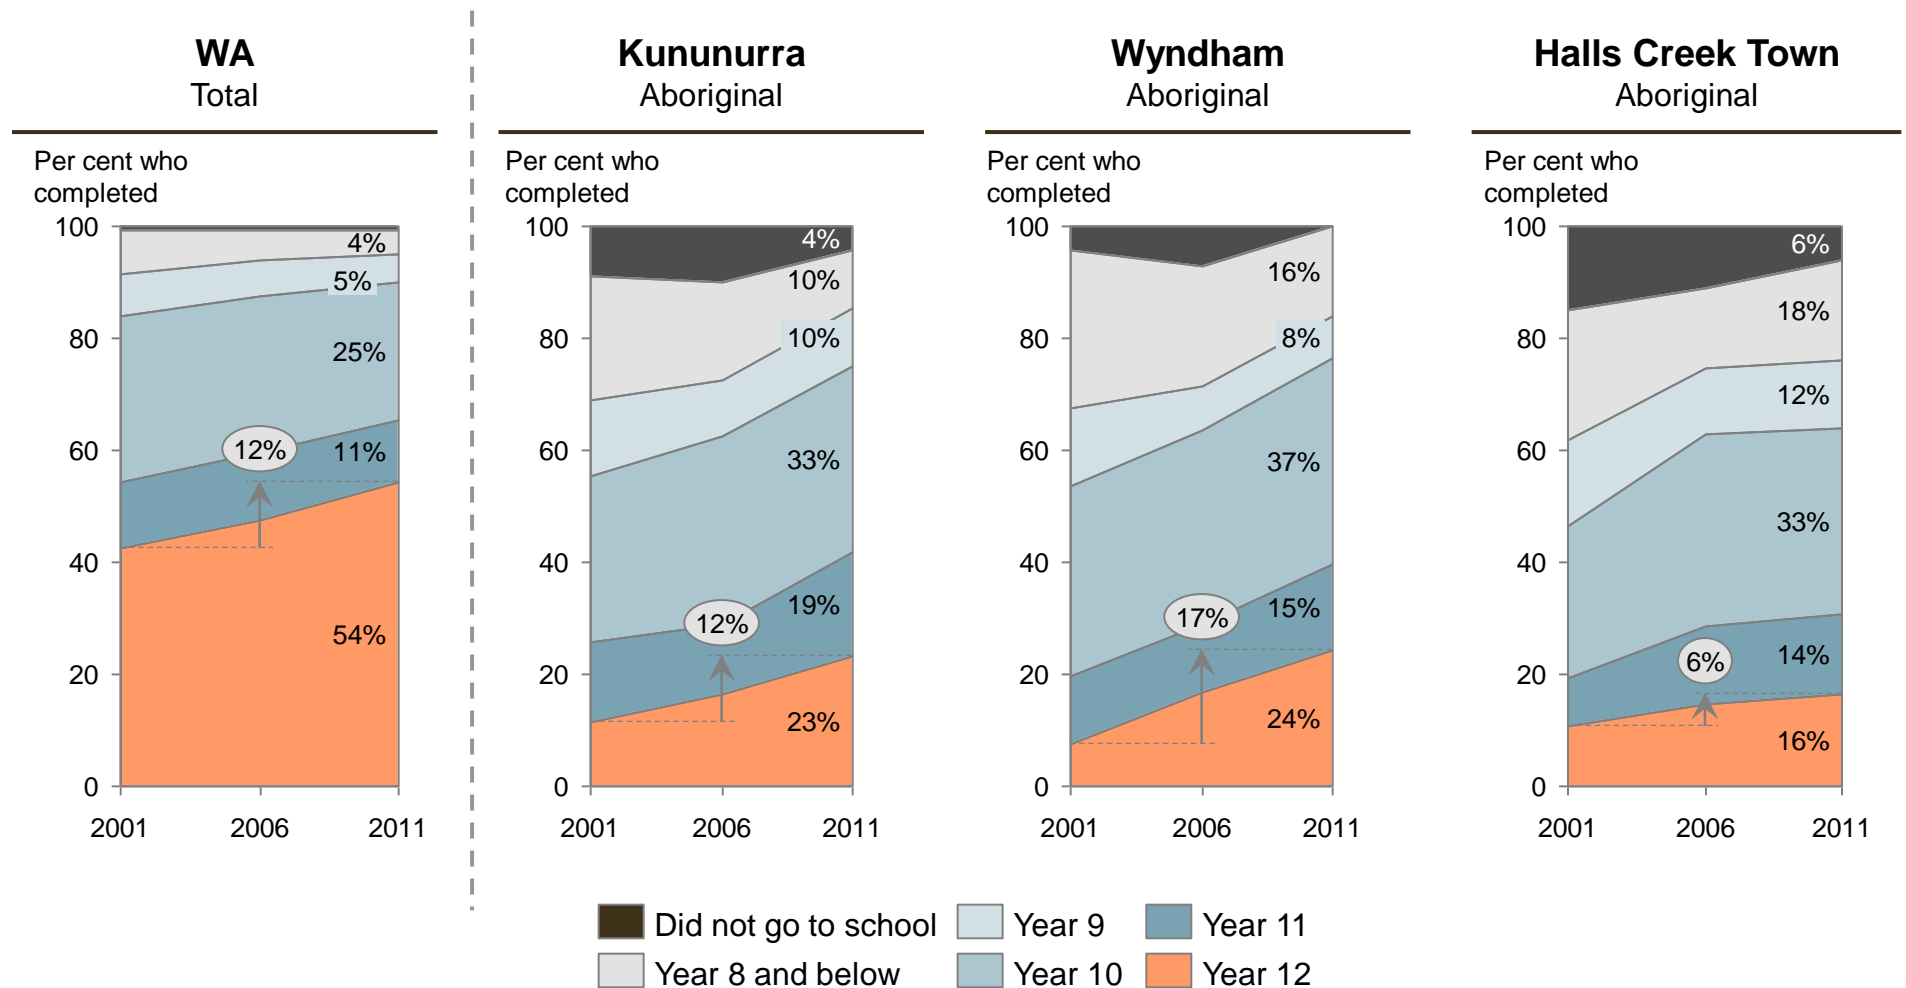 WA
Total
Per cent who
completed
100
80
60
40
20
0
4%
5%
25%
12%
11%
54%
2001 2006 2011
Kununurra
Aboriginal
Per cent who
completed
100
80
60
40
20
0
4%
10%
10%
33%
19%
12%
23%
2001 2006 2011
Wyndham
Aboriginal
Per cent who
completed
100
80
60
40
20
0
16%
8%
37%
15%
17%
24%
2001 2006 2011
Halls Creek Town
Aboriginal
Per cent who
completed
100
80
60
40
20
0
6%
18%
12%
33%
14%
6%
16%
2001 2006 2011
Did not go to school Year 9 Year 11
Year 8 and below Year 10 Year 12